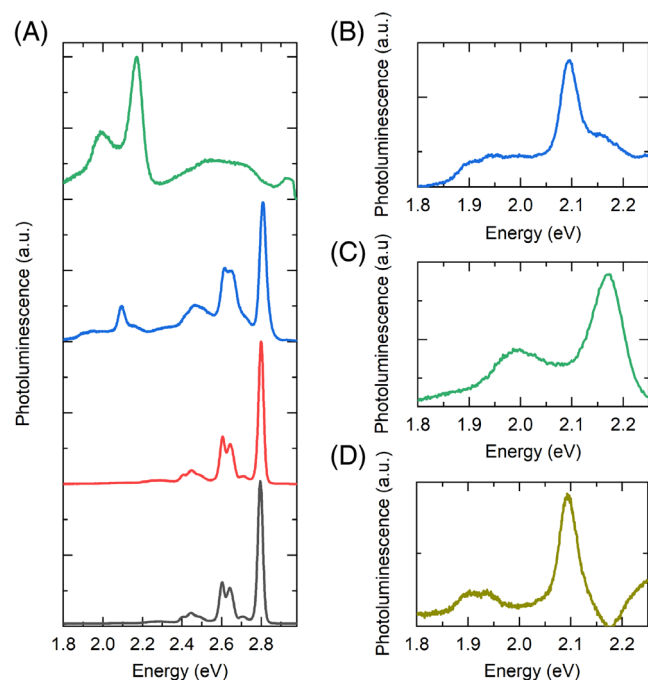 (A)
Photoluminescence (a.u.)
1.8 2.0 2.2 2.4 2.6 2.8
Energy (eV)
(B)
Photoluminescence (a.u.)
1.8 1.9 2.0 2.1 2.2
Energy (eV)
(C)
Photoluminescence (a.u)
1.8 1.9 2.0 2.1 2.2
Energy (eV)
(D)
Photoluminescence (a.u.)
1.8 1.9 2.0 2.1 2.2
Energy (eV)